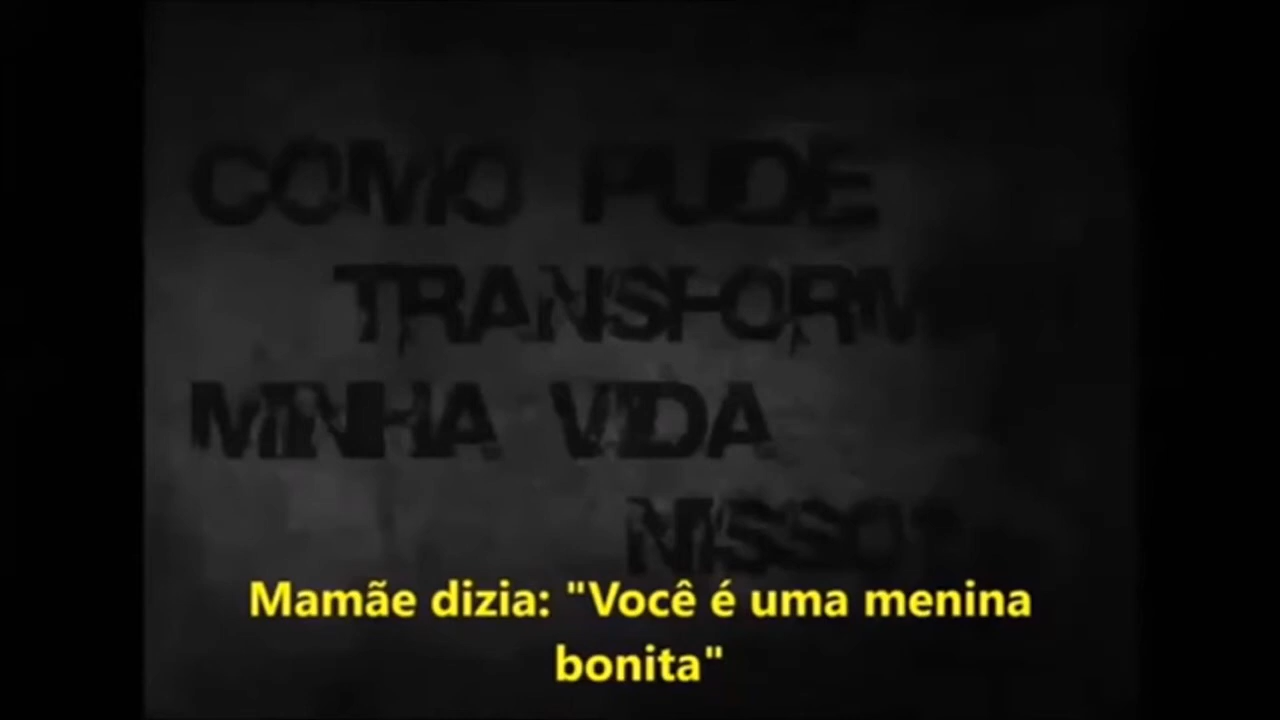 COMO PUDE
TRANSFORM
MINHA VIDA
NISSO?
Mamãe dizia: "Você é uma menina
bonita"